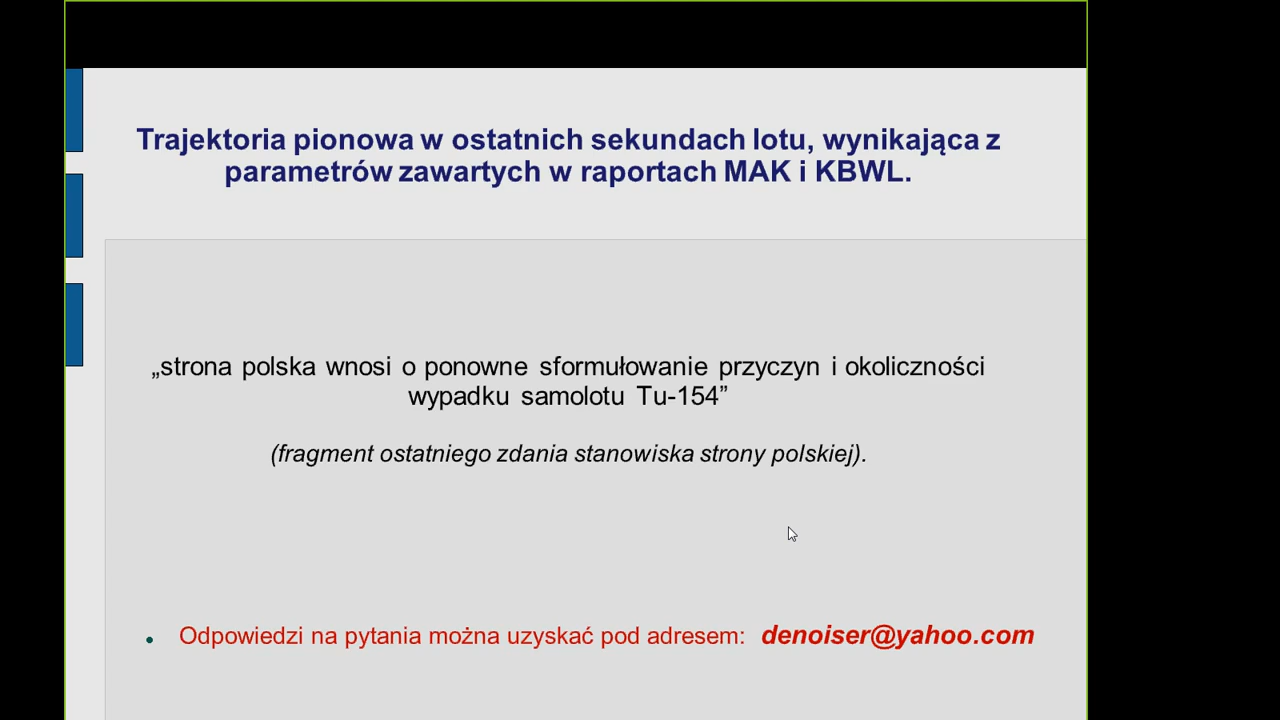 Trajektoria pionowa w ostatnich sekundach lotu, wynikająca z
parametrów zawartych w raportach MAK i KBWL.
„strona polska wnosi o ponowne sformułowanie przyczyn i okoliczności
wypadku samolotu Tu-154”
(fragment ostatniego zdania stanowiska strony polskiej).
• Odpowiedzi na pytania można uzyskać pod adresem: denoiser@yahoo.com